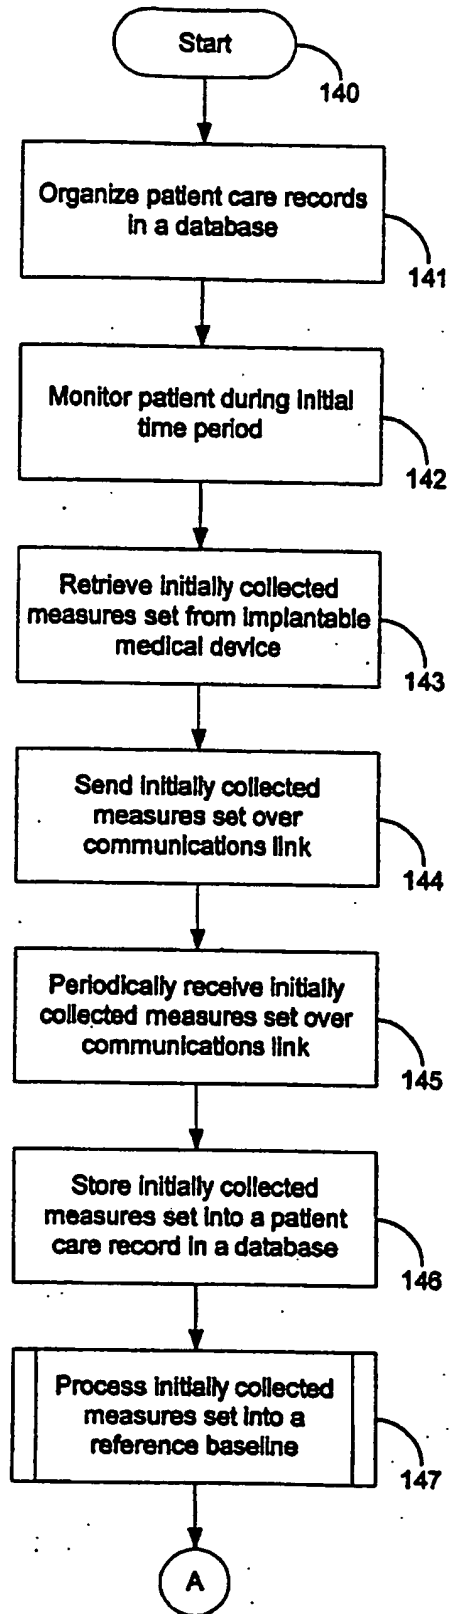 Start
140
Organize patient care records
in a database
141
Monitor patient during initial
time period
142
Retrieve initially collected
measures set from implantable
medical device
143
Send initially collected
measures set over
communications link
144
Periodically receive initially
collected measures set over
communications link
145
Store initially collected
measures set into a patient
care record in a database
146
Process initially collected
measures set into a
reference baseline
147
A